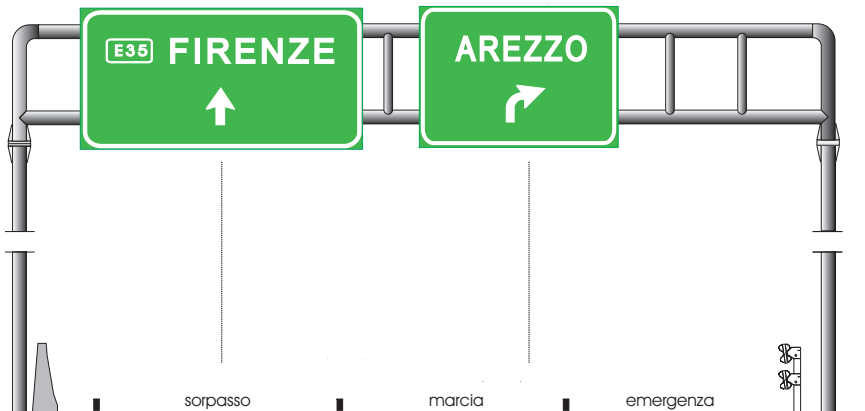 E35 FIRENZE
AREZZO
sorpasso
marcia
emergenza